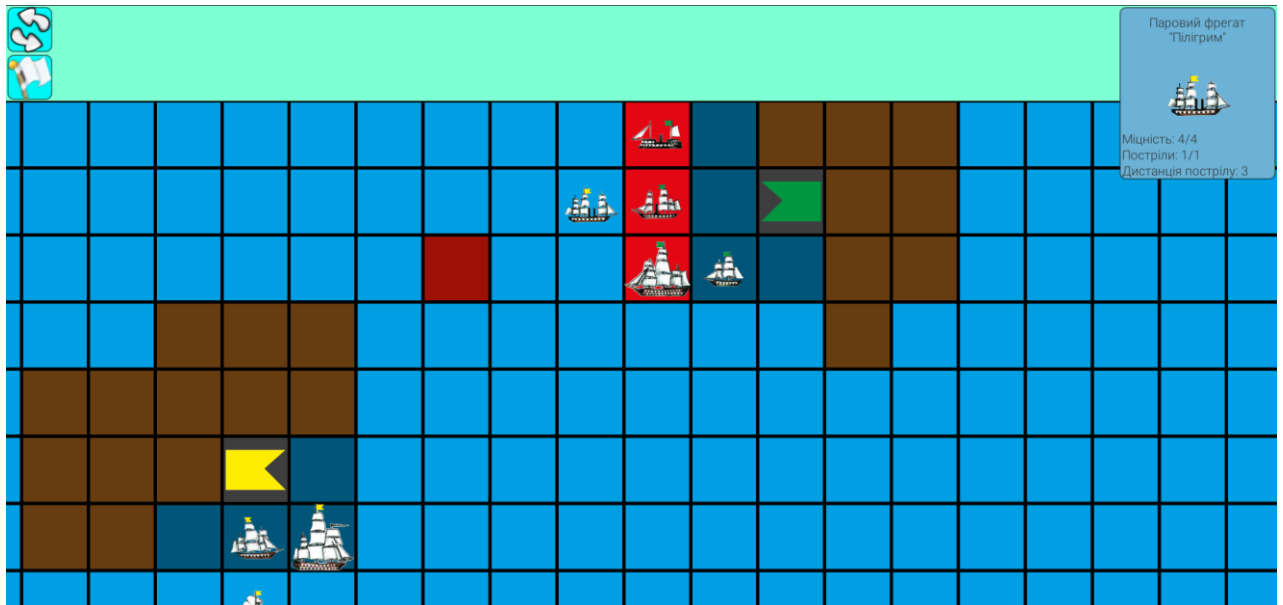 Паровий фрегат
"Пілігрим"
Міцність: 4/4
Постріли: 1/1
Дистанція пострілу: 3